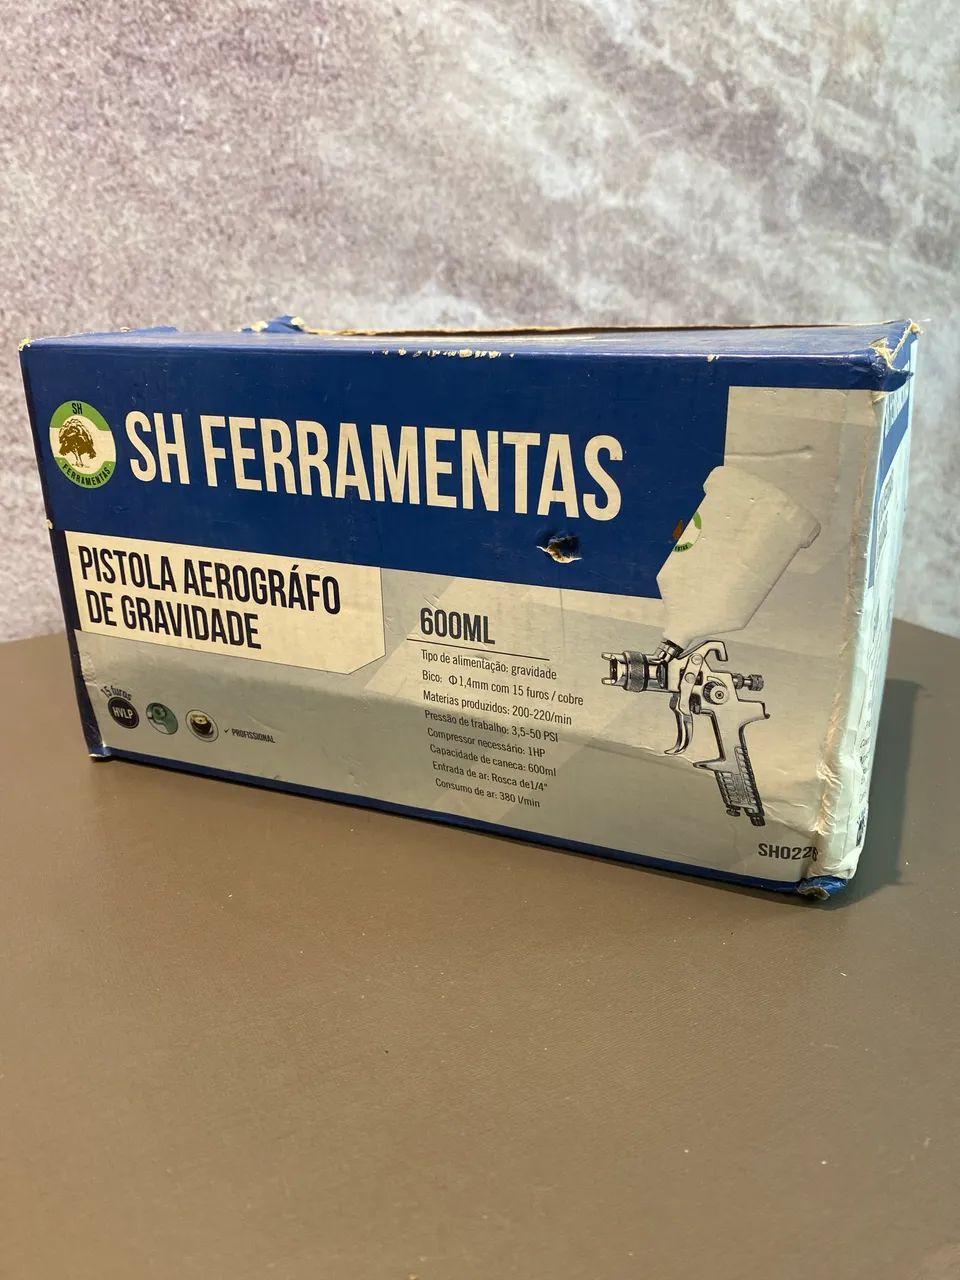 SH
FERRAMENTAS
SH FERRAMENTAS
PISTOLA AEROGRÁFO
DE GRAVIDADE
15 furos
HVLP
✓ PROFISSIONAL
600ML
Tipo de alimentação: gravidade
Bico: Φ1,4mm com 15 furos / cobre
Materias produzidos: 200-220/min
Pressão de trabalho: 3,5-50 PSI
Compressor necessário: 1HP
Capacidade de caneca: 600ml
Entrada de ar: Rosca de1/4"
Consumo de ar: 380 l/min